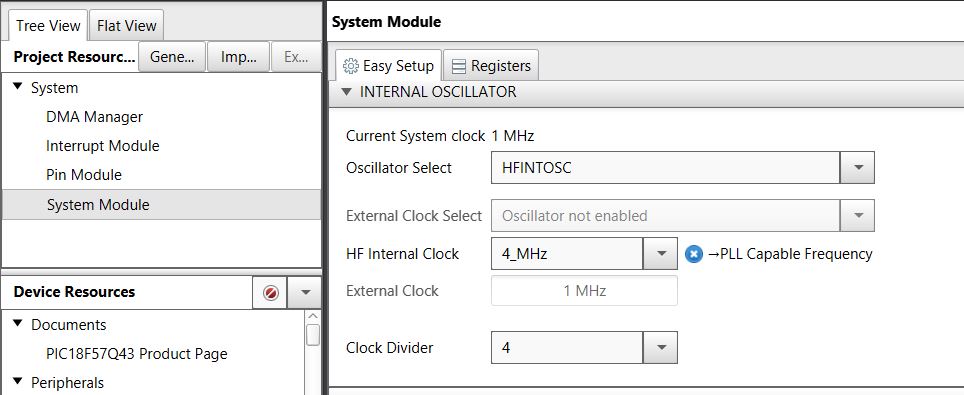 Tree View Flat View
Project Resourc... Gene... Imp... Ex...
System
DMA Manager
Interrupt Module
Pin Module
System Module
Device Resources
Documents
PIC18F57Q43 Product Page
Peripherals
System Module
Easy Setup Registers
INTERNAL OSCILLATOR
Current System clock 1 MHz
Oscillator Select HFINTOSC
External Clock Select Oscillator not enabled
HF Internal Clock 4_MHz →PLL Capable Frequency
External Clock 1 MHz
Clock Divider 4